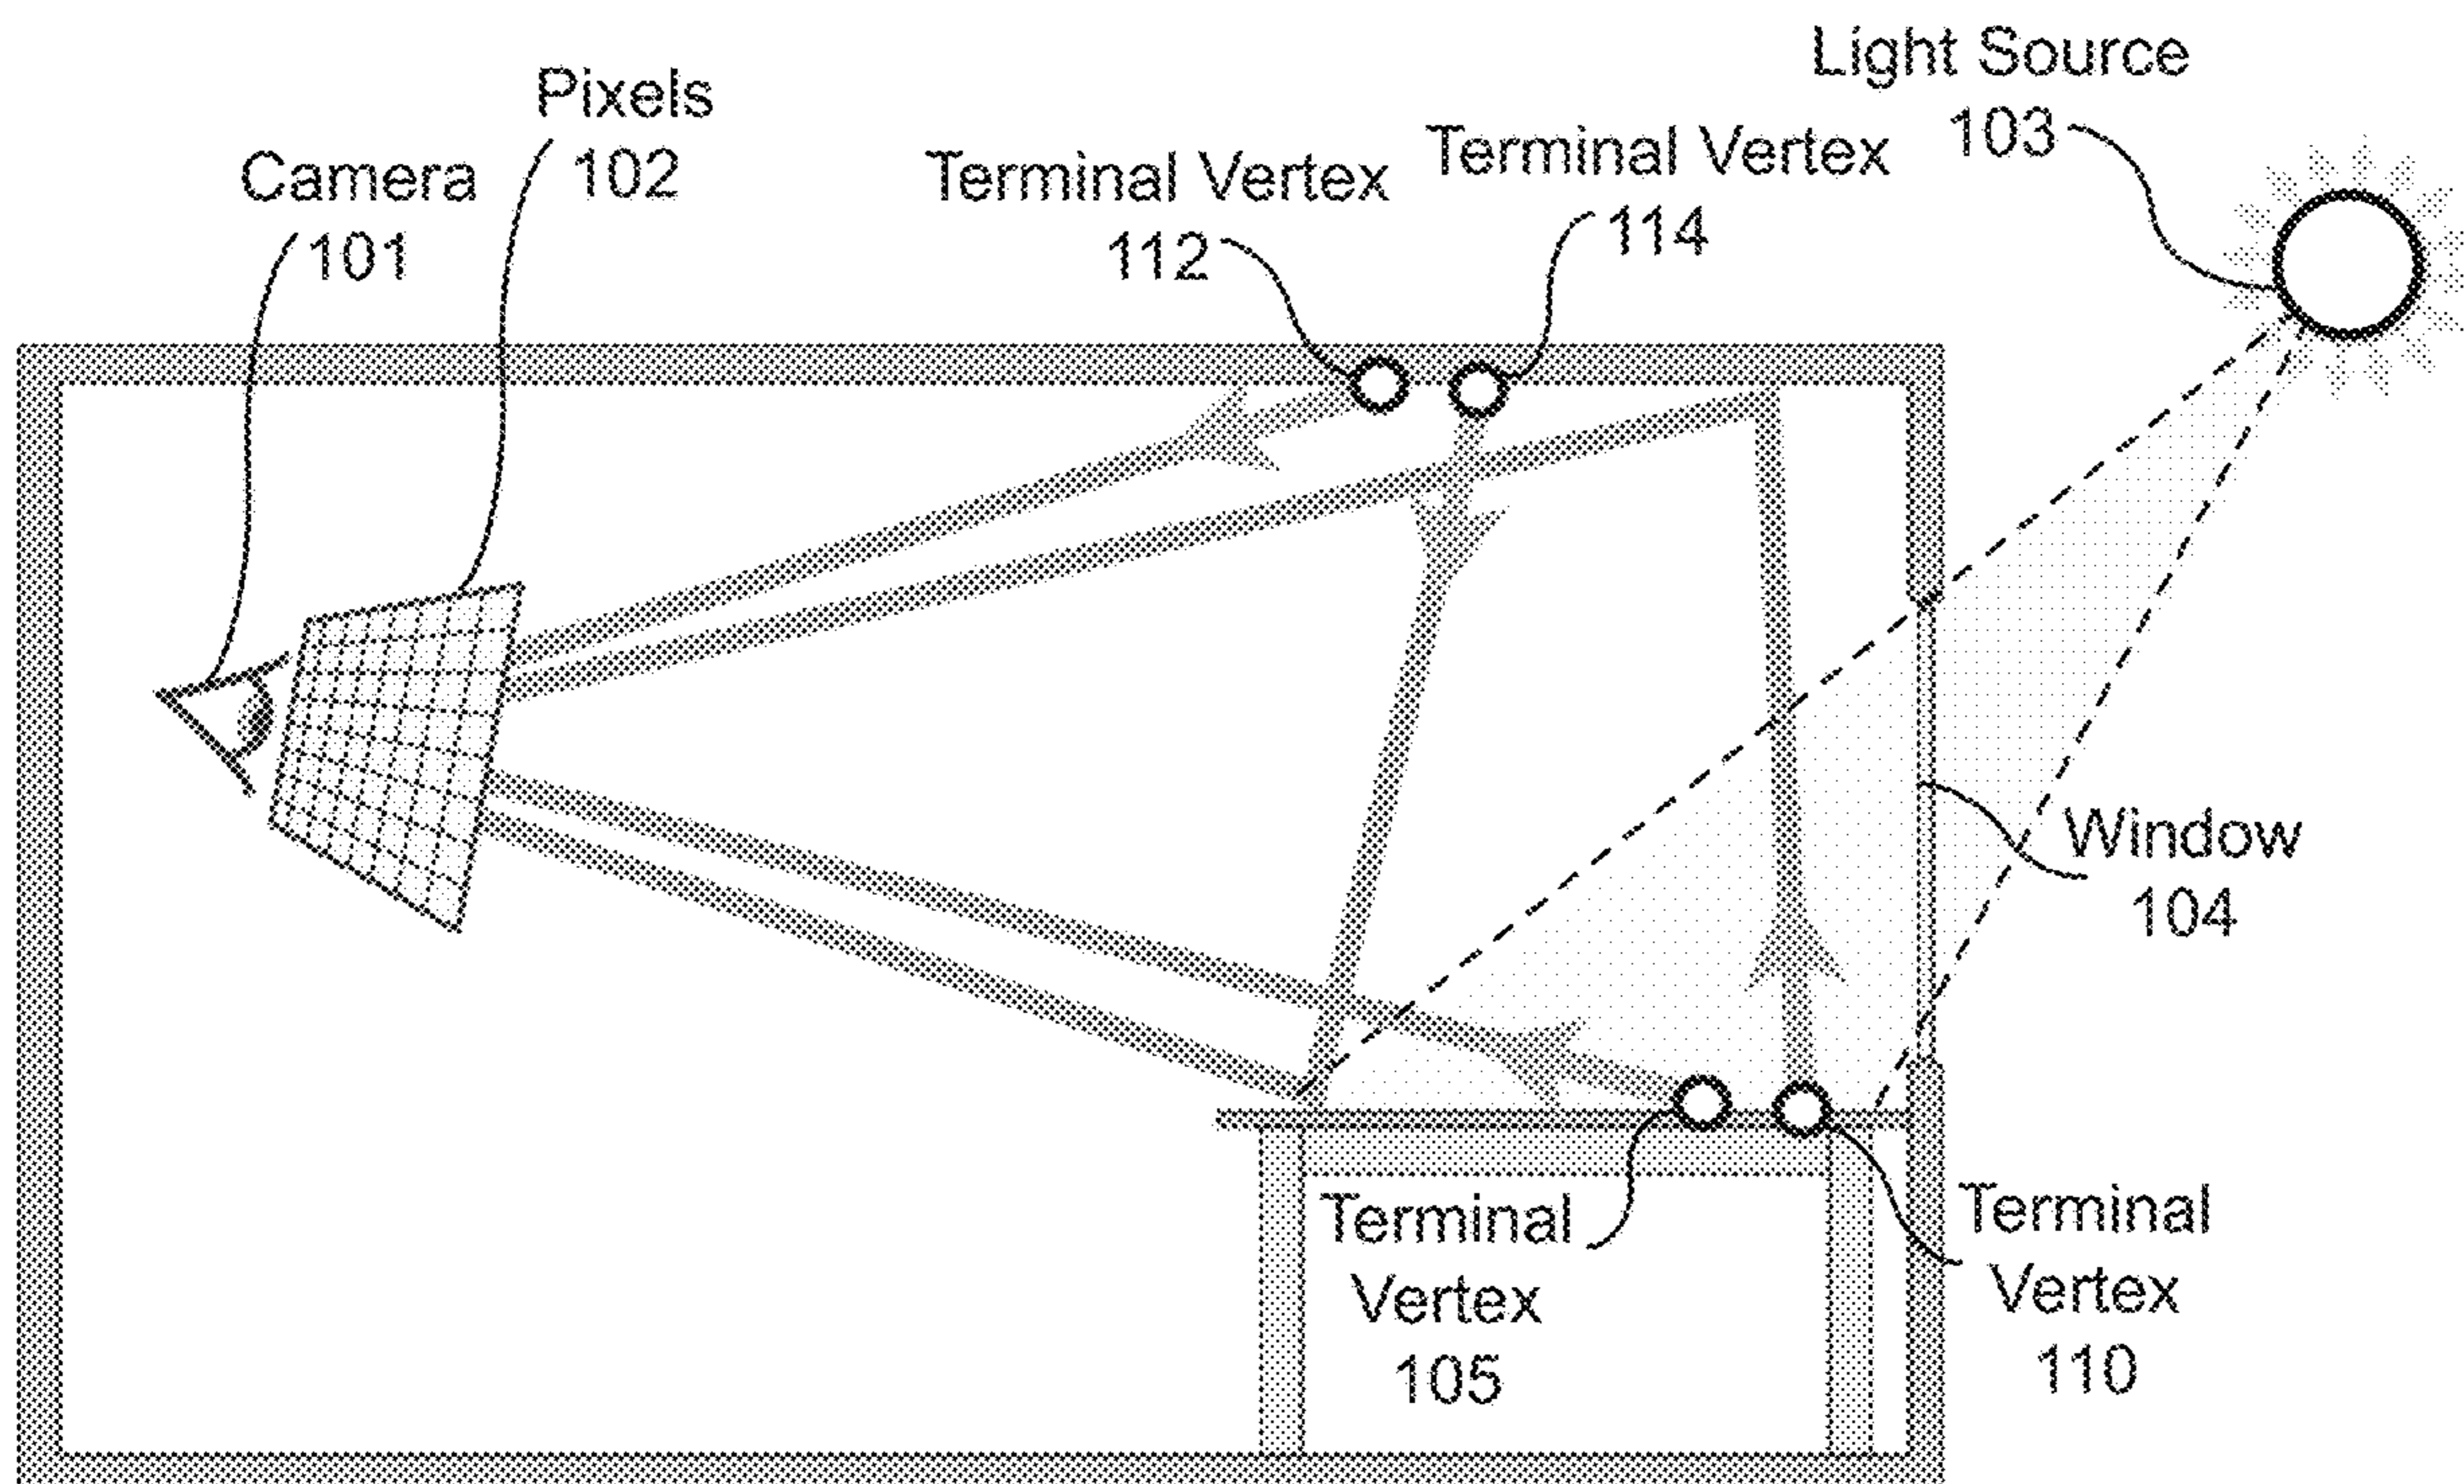 Light Source
103
Pixels
102
Camera
101
Terminal Vertex
112
Terminal Vertex
114
Window
104
Terminal
Vertex
105
Terminal
Vertex
110